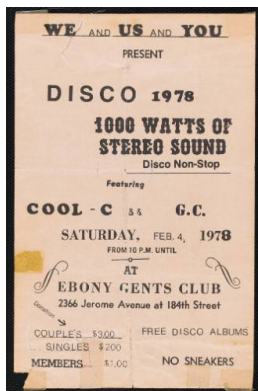 WE AND US AND YOU
PRESENT
DISCO 1978
1000 WATTS OF
STEREO SOUND
Disco Non-Stop
Featuring
COOL - C && G.C.
SATURDAY, FEB. 4, 1978
FROM 10 P.M. UNTIL
AT
EBONY GENTS CLUB
2366 Jerome Avenue at 184th Street
Donation
COUPLES $3.00 FREE DISCO ALBUMS
SINGLES $2.00
MEMBERS $1.00 NO SNEAKERS